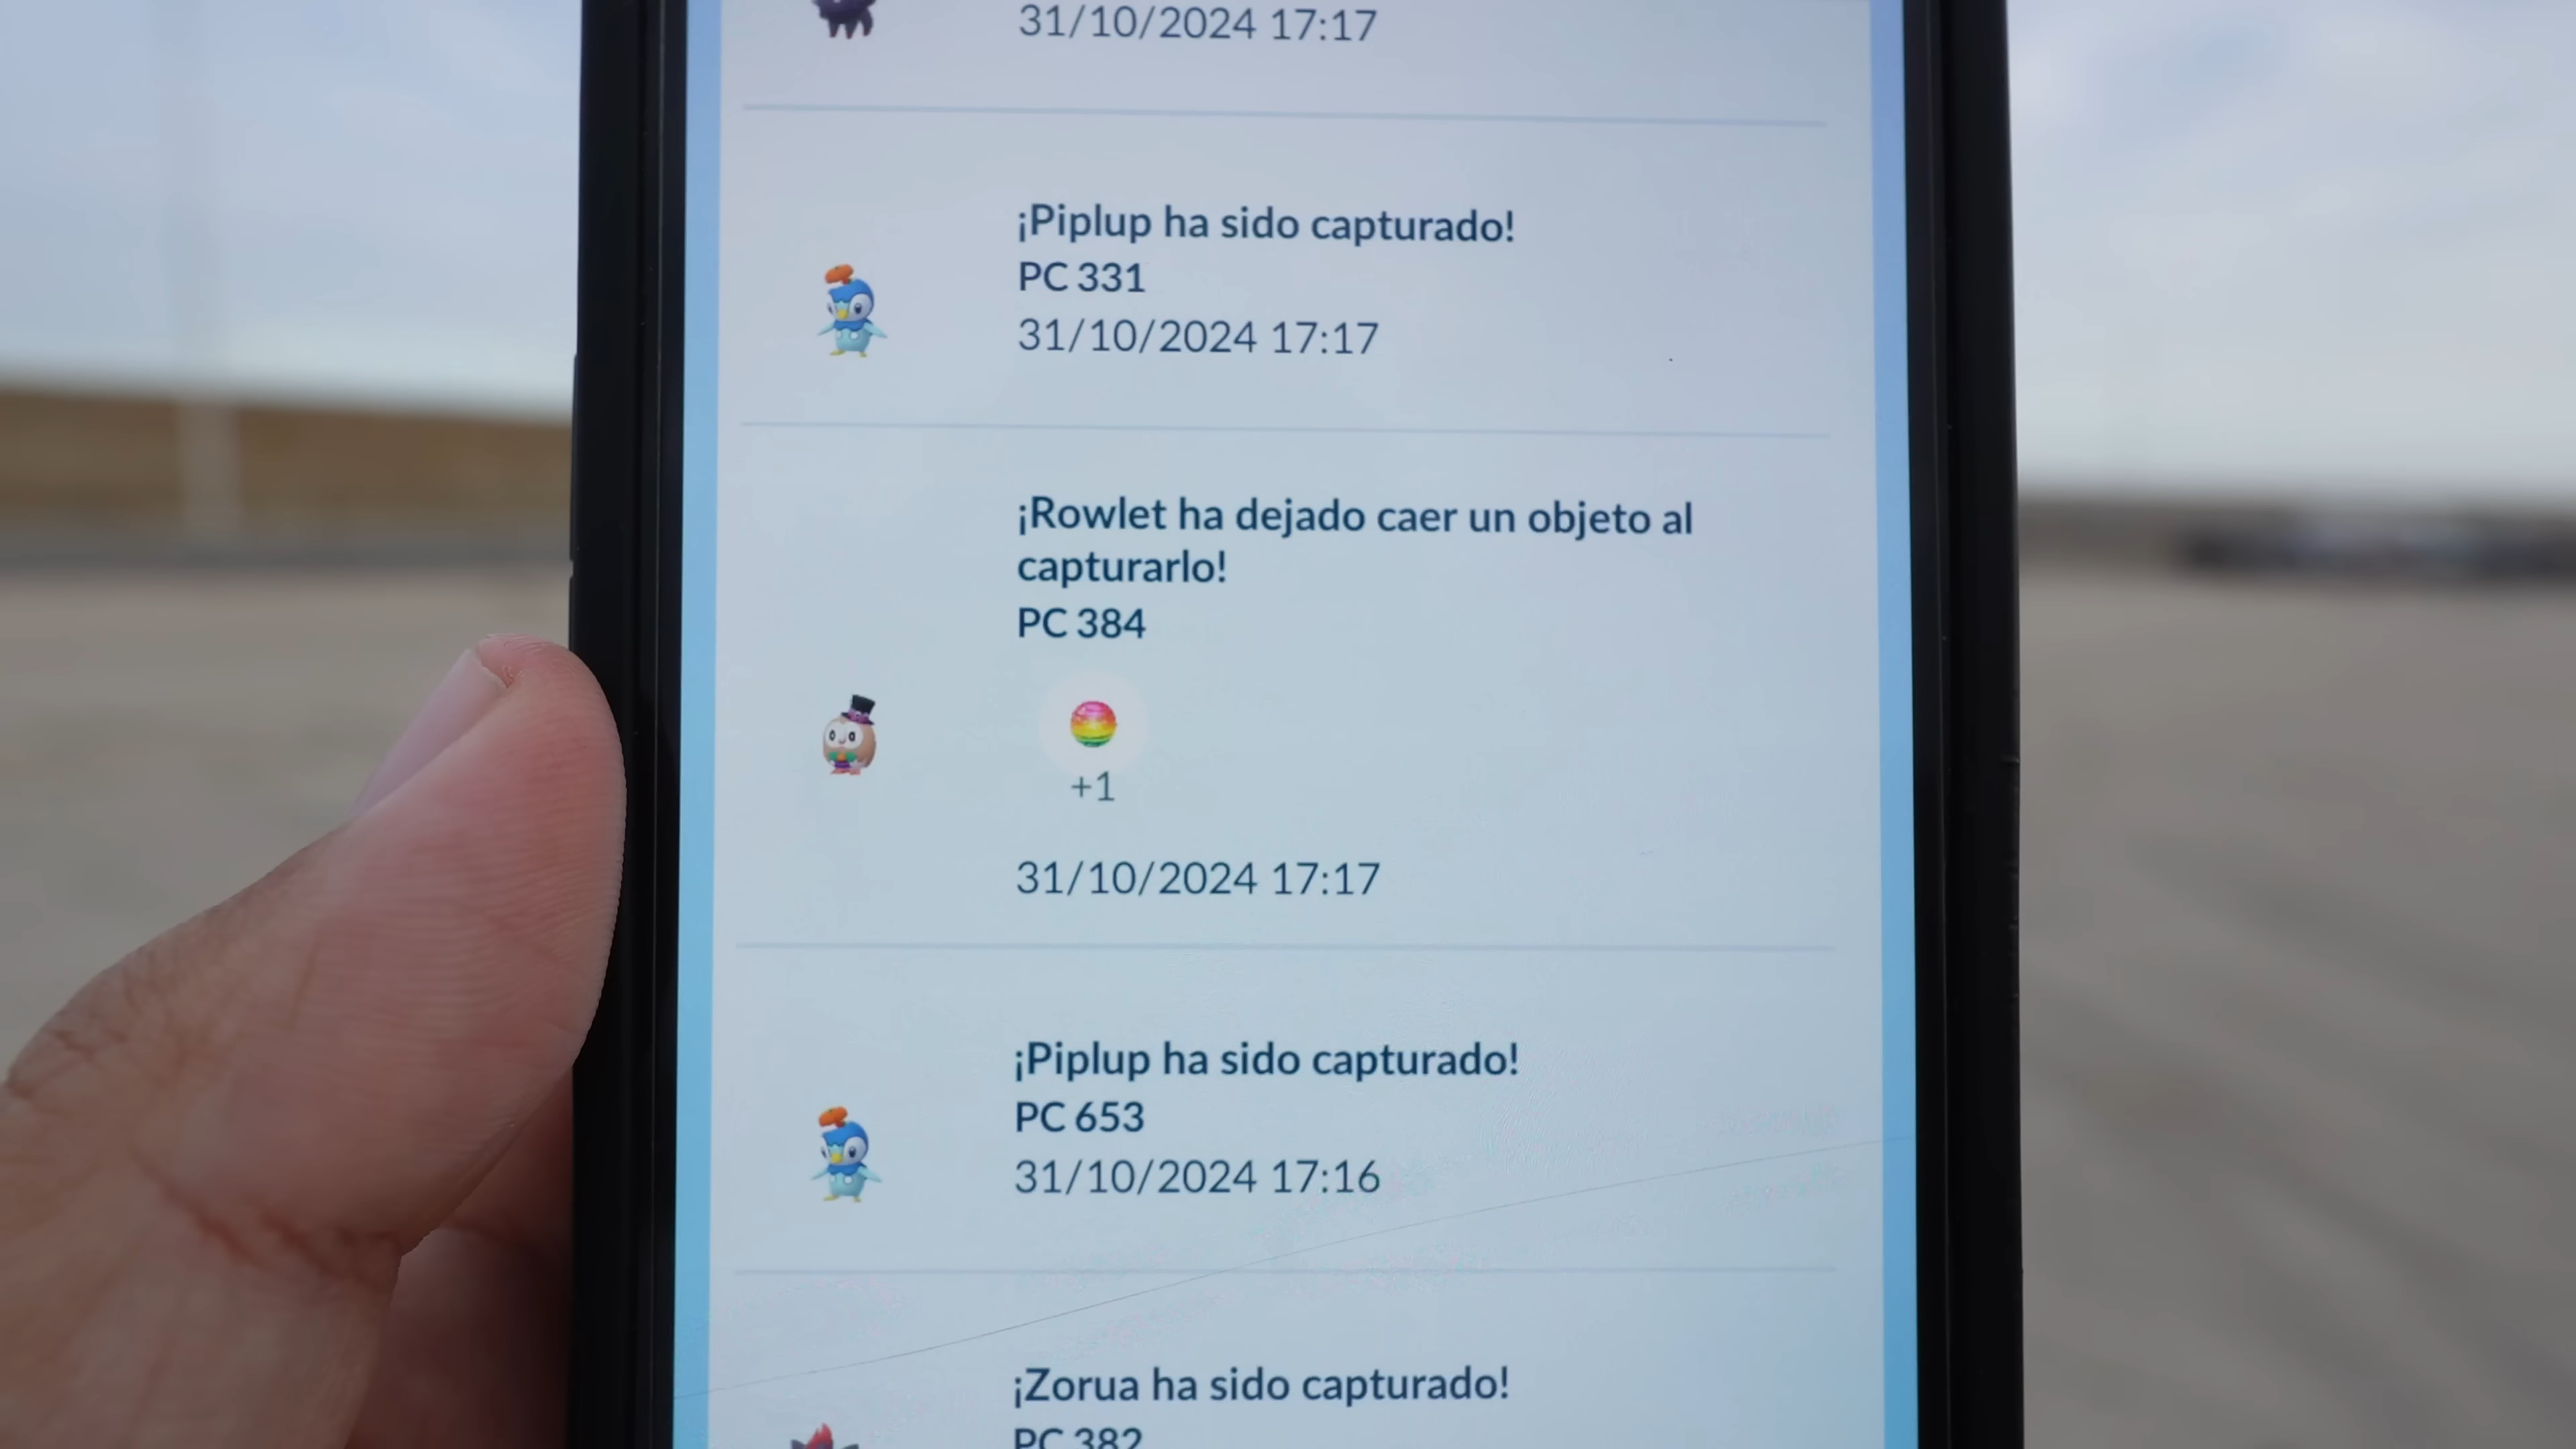 31/10/2024 17:17
¡Piplup ha sido capturado!
PC 331
31/10/2024 17:17
¡Rowlet ha dejado caer un objeto al
capturarlo!
PC 384
+1
31/10/2024 17:17
¡Piplup ha sido capturado!
PC 653
31/10/2024 17:16
¡Zorua ha sido capturado!
PC 382